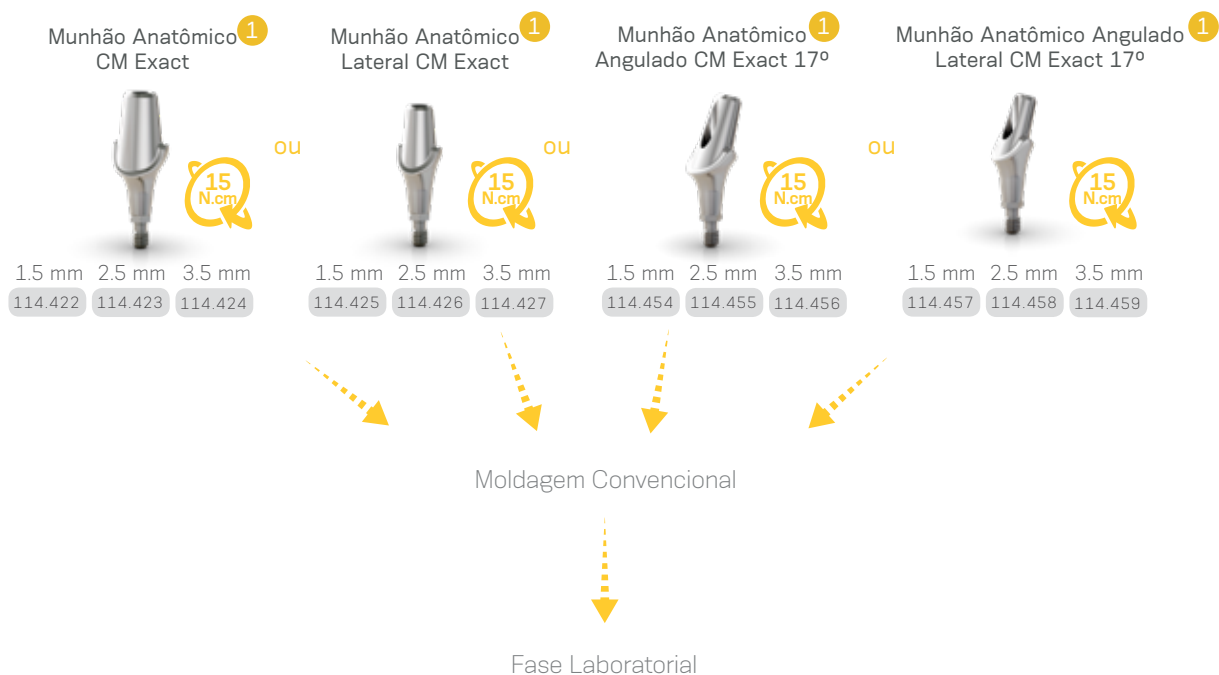 Munhão Anatômico 1
CM Exact
15
N.cm
1.5 mm 2.5 mm 3.5 mm
114.422 114.423 114.424
ou
Munhão Anatômico 1
Lateral CM Exact
15
N.cm
1.5 mm 2.5 mm 3.5 mm
114.425 114.426 114.427
ou
Munhão Anatômico 1
Angulado CM Exact 17º
15
N.cm
1.5 mm 2.5 mm 3.5 mm
114.454 114.455 114.456
ou
Munhão Anatômico Angulado 1
Lateral CM Exact 17º
15
N.cm
1.5 mm 2.5 mm 3.5 mm
114.457 114.458 114.459
Moldagem Convencional
Fase Laboratorial